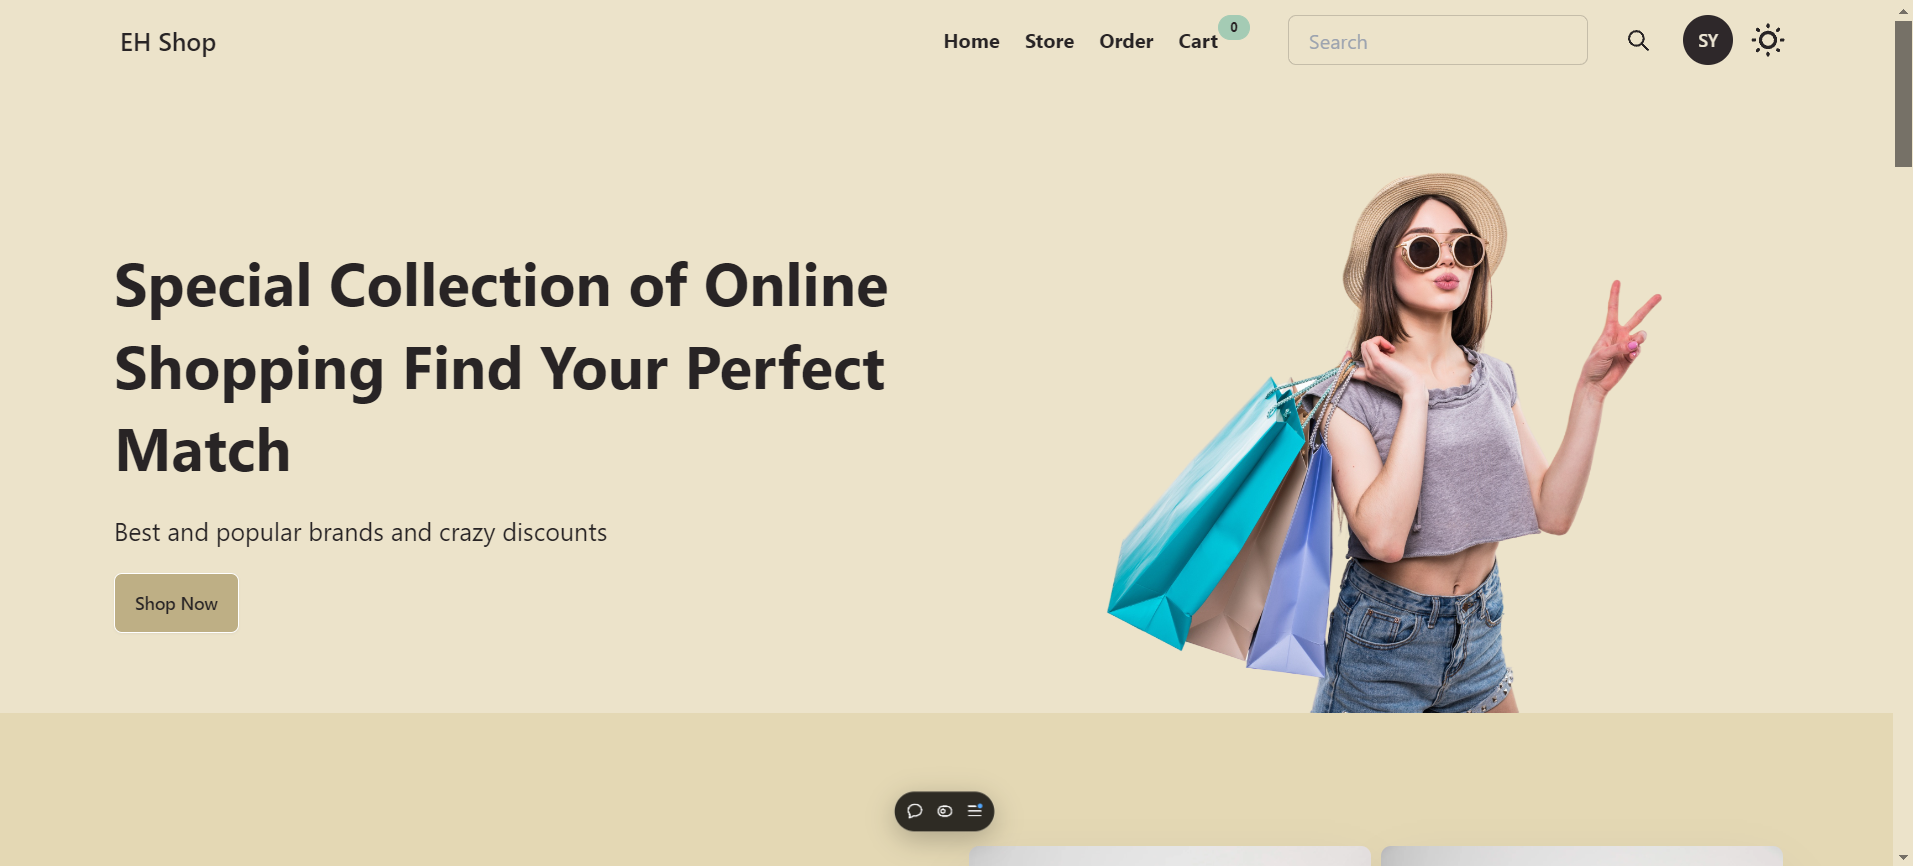 EH Shop
Home Store Order Cart 0 Search SY
Special Collection of Online
Shopping Find Your Perfect
Match
Best and popular brands and crazy discounts
Shop Now